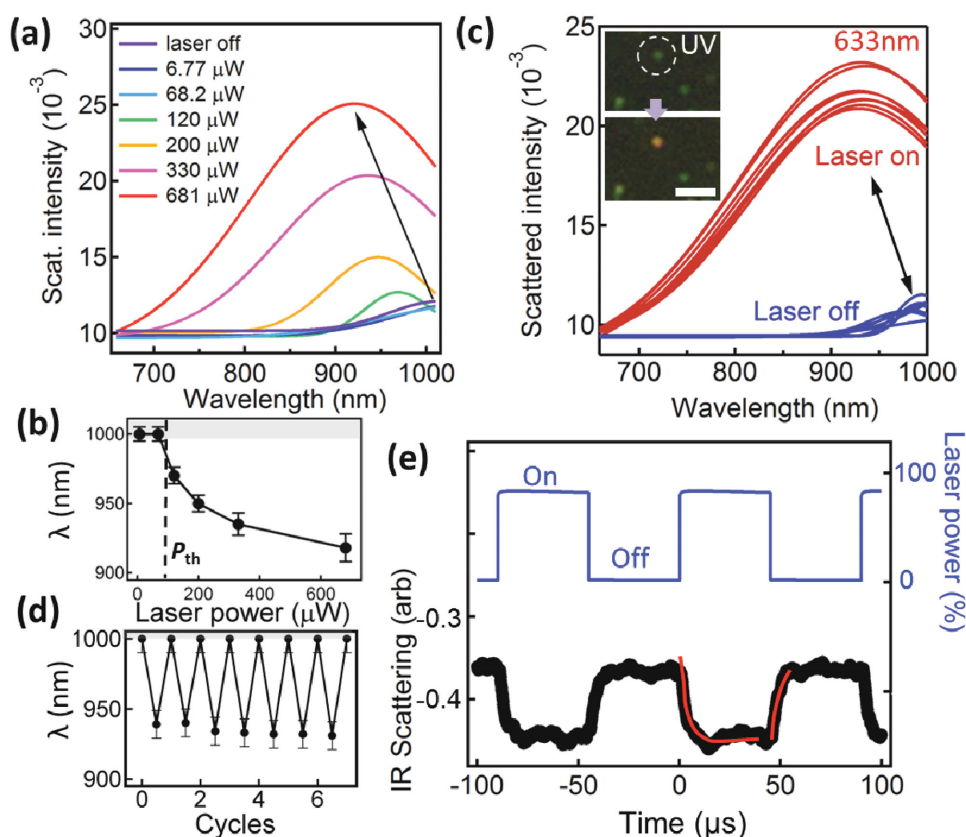 (a)
laser off
6.77 μW
68.2 μW
120 μW
200 μW
330 μW
681 μW
Scat. intensity (10⁻³)
25
20
15
10
700 800 900 1000
Wavelength (nm)
(b)
λ (nm)
1000
950
900
Pth
0 200 400 600
Laser power (μW)
(c)
UV
633nm
Laser on
Laser off
Scattered intensity (10⁻³)
25
20
15
10
700 800 900 1000
Wavelength (nm)
(d)
λ (nm)
1000
950
900
0 2 4 6
Cycles
(e)
On
Off
IR Scattering (arb)
-0.3
-0.4
Laser power (%)
100
0
-100 -50 0 50 100
Time (μs)